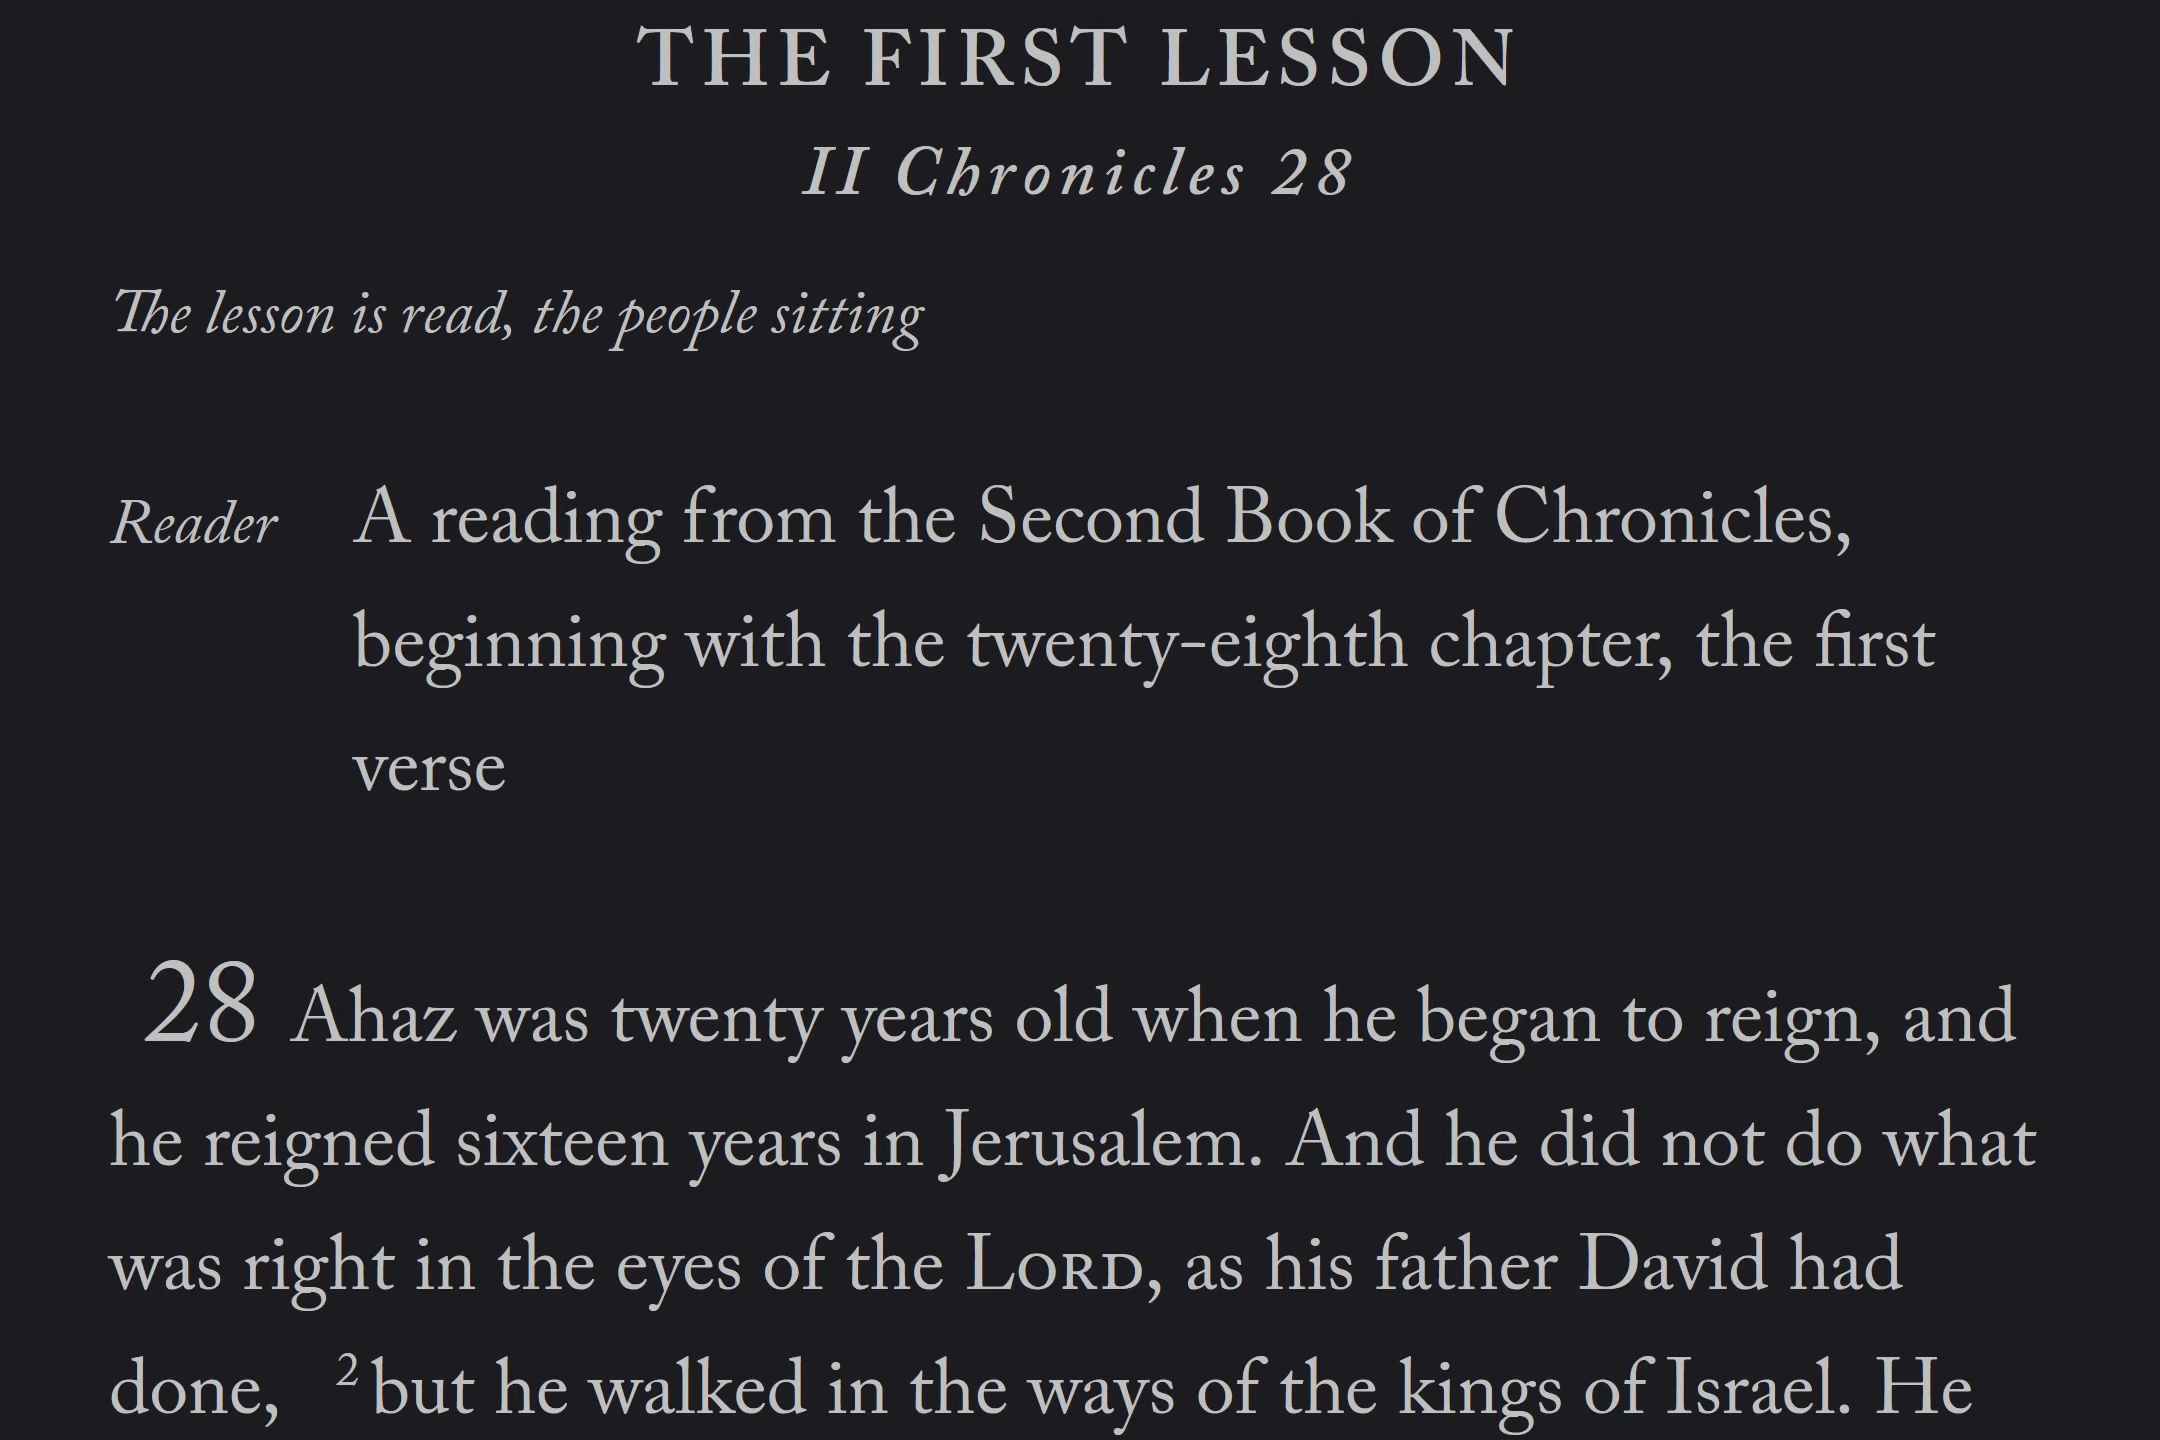 THE FIRST LESSON
II Chronicles 28
The lesson is read, the people sitting
Reader A reading from the Second Book of Chronicles,
beginning with the twenty-eighth chapter, the first
verse
28 Ahaz was twenty years old when he began to reign, and
he reigned sixteen years in Jerusalem. And he did not do what
was right in the eyes of the LORD, as his father David had
done, 2 but he walked in the ways of the kings of Israel. He